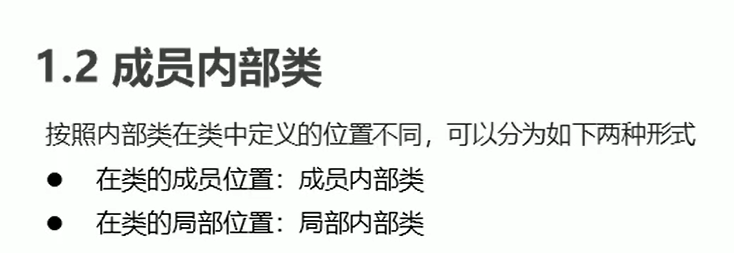 1.2 成员内部类
按照内部类在类中定义的位置不同，可以分为如下两种形式
● 在类的成员位置：成员内部类
● 在类的局部位置：局部内部类